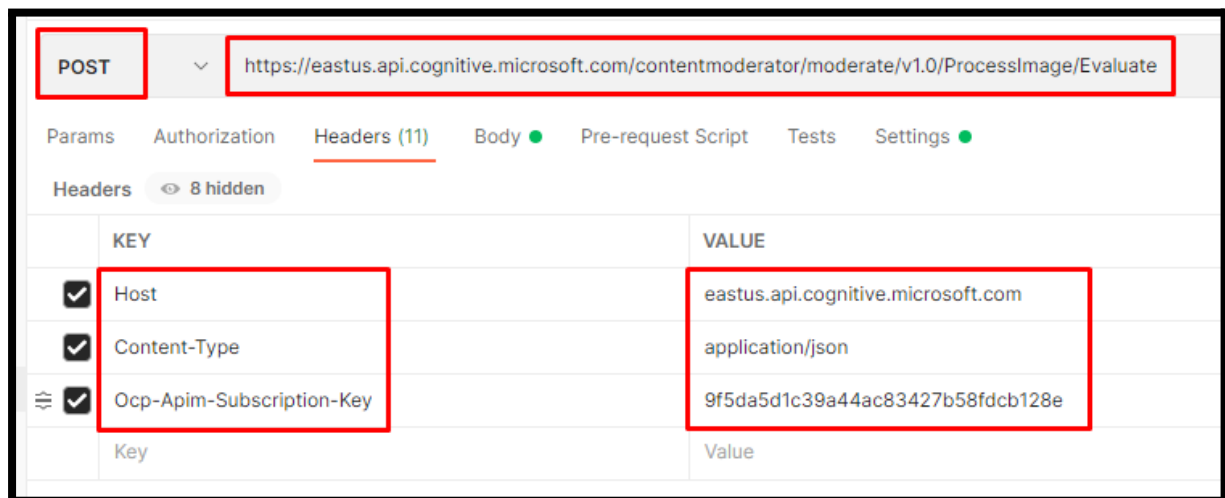 POST https://eastus.api.cognitive.microsoft.com/contentmoderator/moderate/v1.0/ProcessImage/Evaluate
Params Authorization Headers (11) Body Pre-request Script Tests Settings
Headers 8 hidden
KEY VALUE
Host eastus.api.cognitive.microsoft.com
Content-Type application/json
Ocp-Apim-Subscription-Key 9f5da5d1c39a44ac83427b58fdcb128e
Key Value